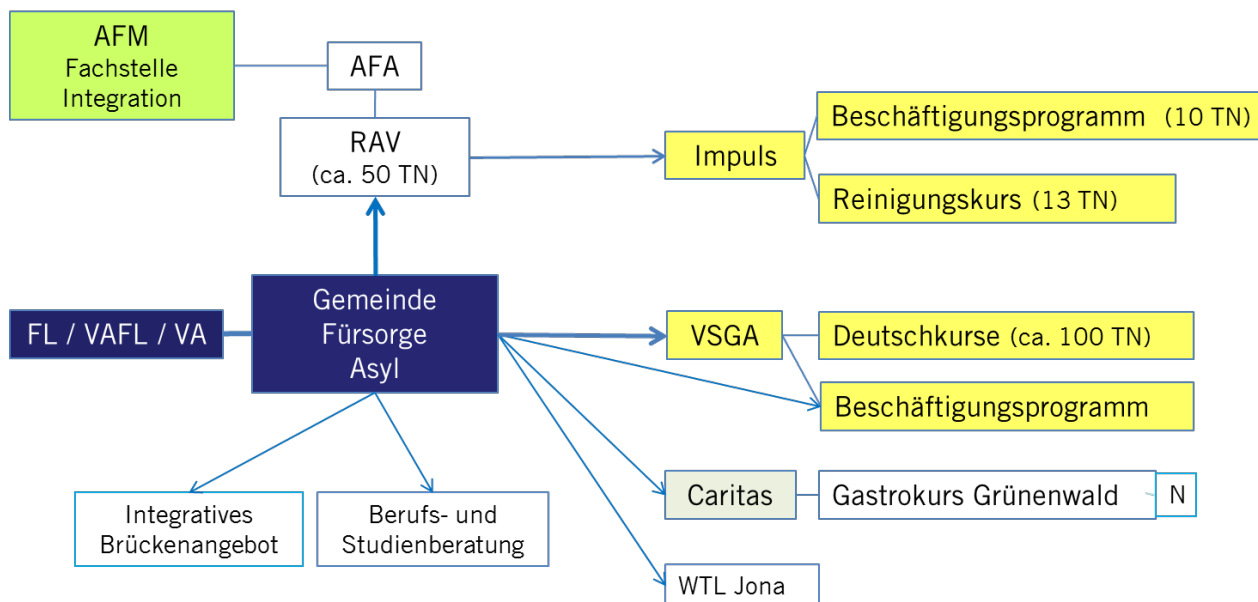 AFM
Fachstelle
Integration
AFA
RAV
(ca. 50 TN)
Impuls
Beschäftigungsprogramm (10 TN)
Reinigungskurs (13 TN)
FL / VAFL / VA
Gemeinde
Fürsorge
Asyl
VSGA
Deutschkurse (ca. 100 TN)
Beschäftigungsprogramm
Caritas
Gastrokurs Grünenwald
N
Integratives
Brückenangebot
Berufs- und
Studienberatung
WTL Jona